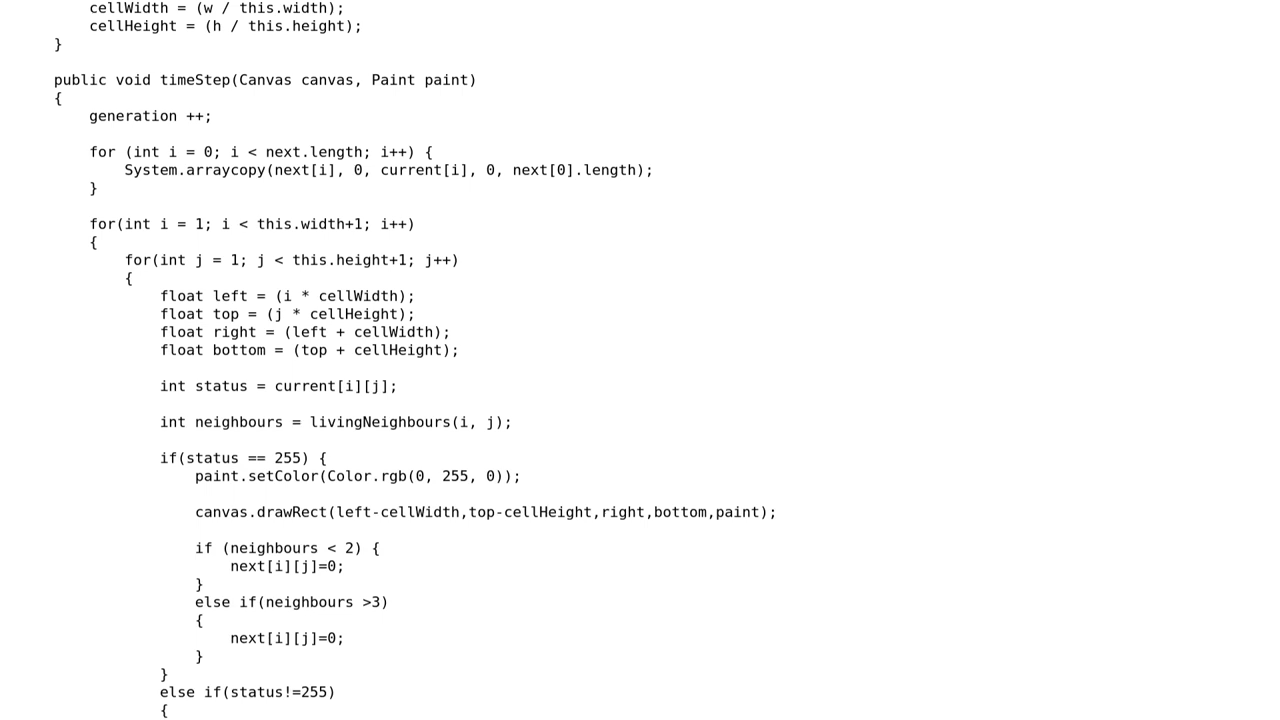 cellWidth = (w / this.width);
cellHeight = (h / this.height);
}
public void timeStep(Canvas canvas, Paint paint)
{
generation ++;
for (int i = 0; i < next.length; i++) {
System.arraycopy(next[i], 0, current[i], 0, next[0].length);
}
for(int i = 1; i < this.width+1; i++)
{
for(int j = 1; j < this.height+1; j++)
{
float left = (i * cellWidth);
float top = (j * cellHeight);
float right = (left + cellWidth);
float bottom = (top + cellHeight);
int status = current[i][j];
int neighbours = livingNeighbours(i, j);
if(status == 255) {
paint.setColor(Color.rgb(0, 255, 0));
canvas.drawRect(left-cellWidth,top-cellHeight,right,bottom,paint);
if (neighbours < 2) {
next[i][j]=0;
}
else if(neighbours >3)
{
next[i][j]=0;
}
}
else if(status!=255)
{